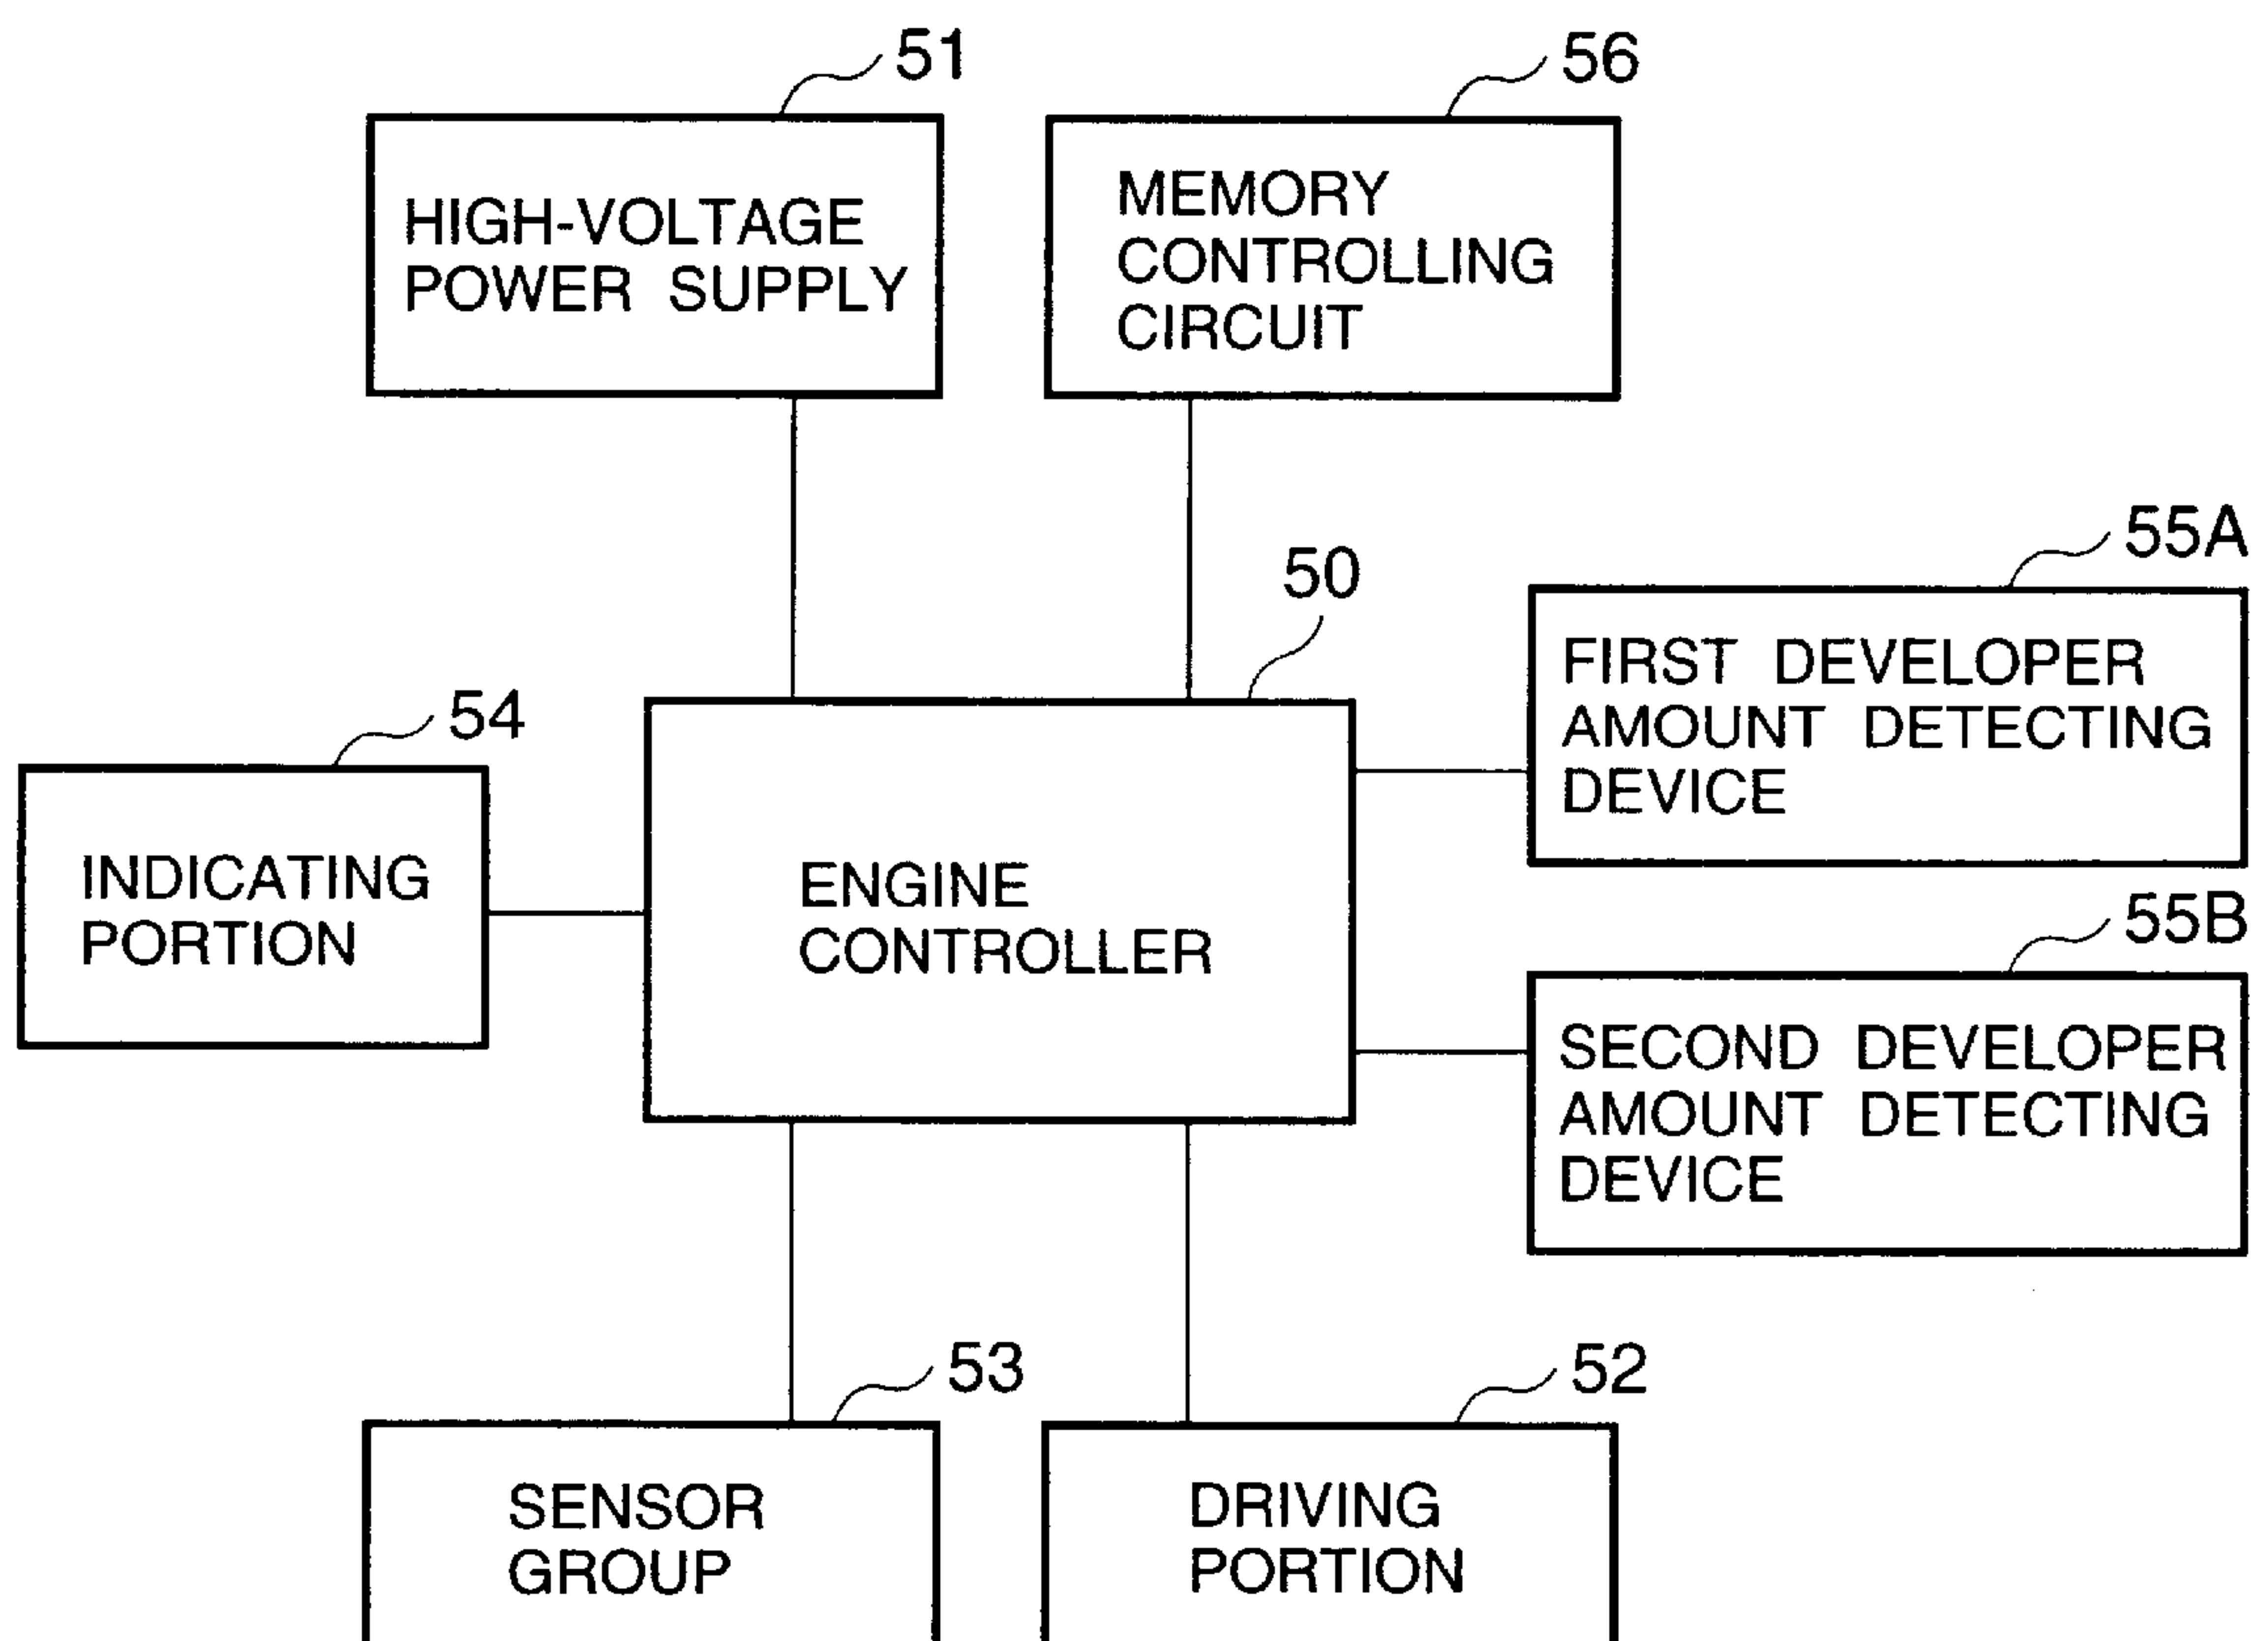 51
HIGH-VOLTAGE
POWER SUPPLY
56
MEMORY
CONTROLLING
CIRCUIT
50
ENGINE
CONTROLLER
54
INDICATING
PORTION
55A
FIRST DEVELOPER
AMOUNT DETECTING
DEVICE
55B
SECOND DEVELOPER
AMOUNT DETECTING
DEVICE
53
SENSOR
GROUP
52
DRIVING
PORTION